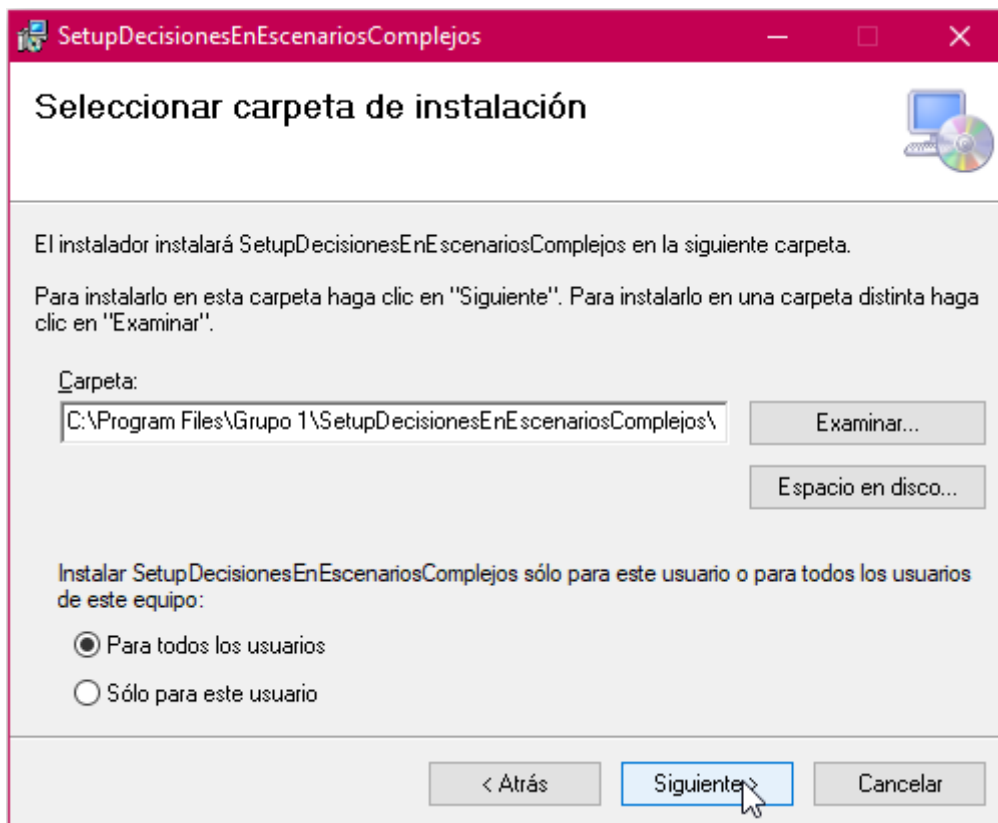 SetupDecisionesEnEscenariosComplejos
Seleccionar carpeta de instalación
El instalador instalará SetupDecisionesEnEscenariosComplejos en la siguiente carpeta.
Para instalarlo en esta carpeta haga clic en "Siguiente". Para instalarlo en una carpeta distinta haga
clic en "Examinar".
Carpeta:
C:\Program Files\Grupo 1\SetupDecisionesEnEscenariosComplejos\
Examinar...
Espacio en disco...
Instalar SetupDecisionesEnEscenariosComplejos sólo para este usuario o para todos los usuarios
de este equipo:
Para todos los usuarios
Sólo para este usuario
< Atrás
Siguiente >
Cancelar